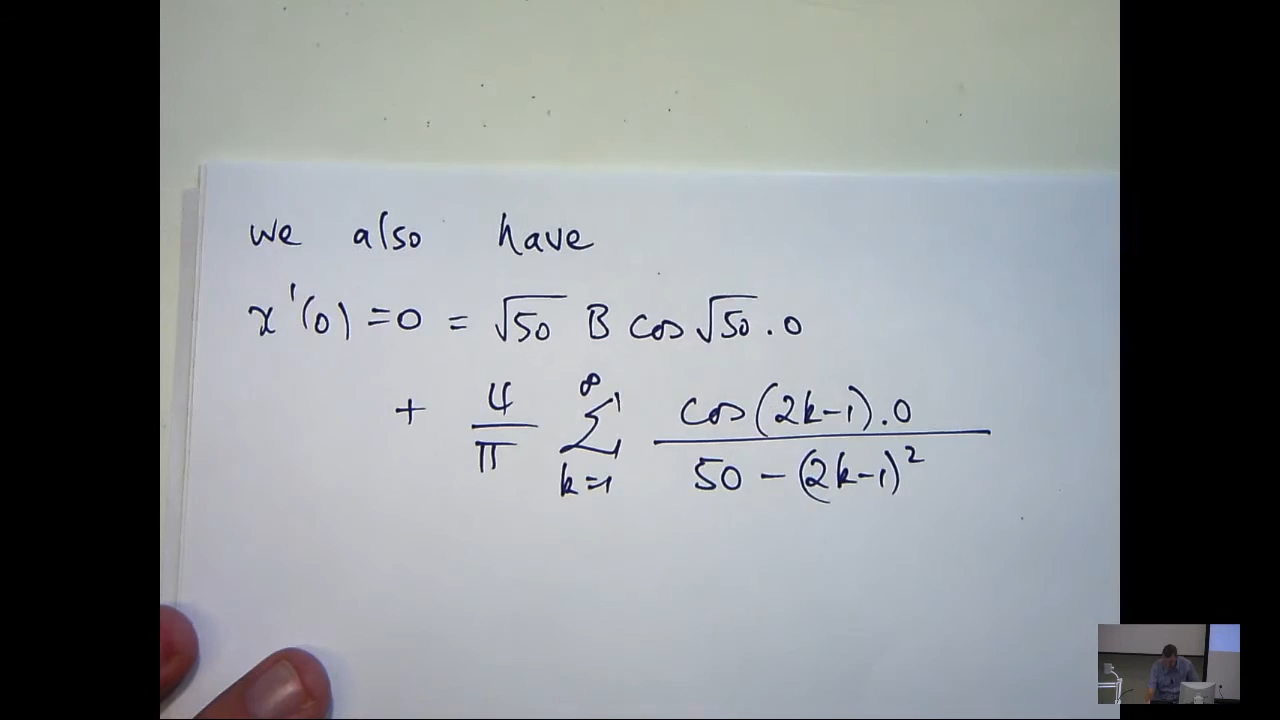 we also have
x'(0) = 0 = √50 B cos √50 . 0
+ 4/π ∑_{k=1}^{∞} cos(2k-1).0 / 50 - (2k-1)²